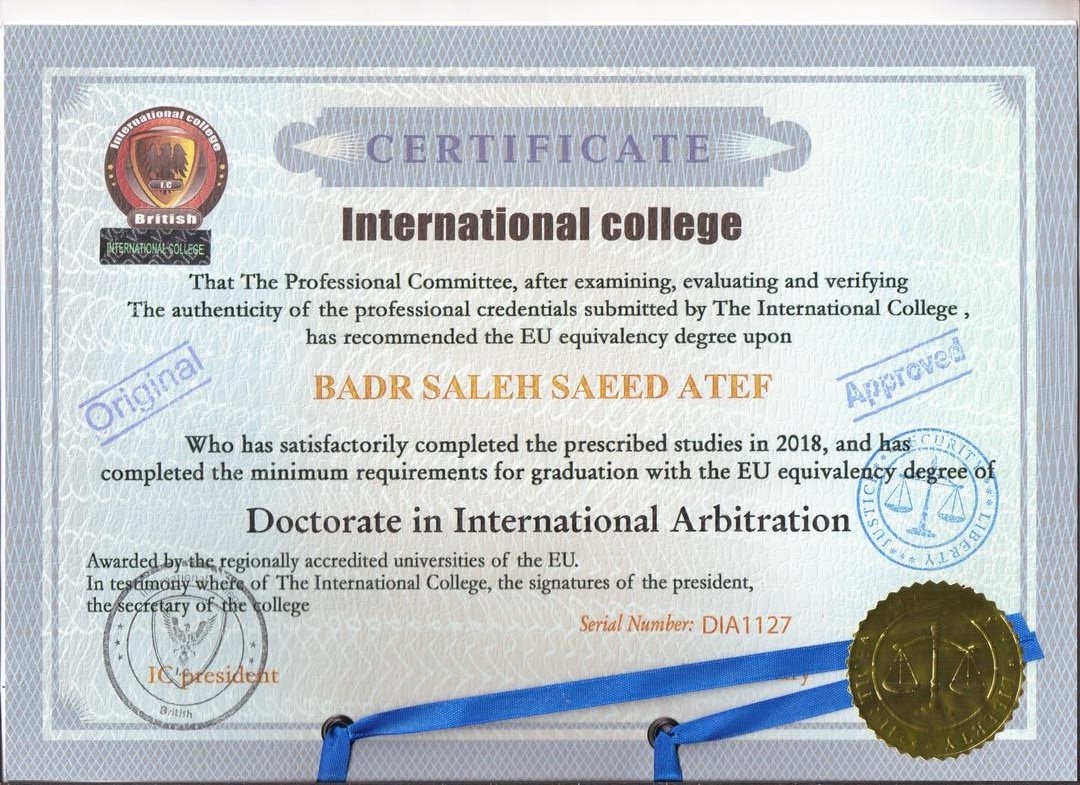 International college
I.C
British
INTERNATIONAL COLLEGE
CERTIFICATE
International college
That The Professional Committee, after examining, evaluating and verifying
The authenticity of the professional credentials submitted by The International College ,
has recommended the EU equivalency degree upon
Original
Approved
BADR SALEH SAEED ATEF
Who has satisfactorily completed the prescribed studies in 2018, and has
completed the minimum requirements for graduation with the EU equivalency degree of
SECURITY
JUSTICE
LIBERTY
Doctorate in International Arbitration
Awarded by the regionally accredited universities of the EU.
In testimony where of The International College, the signatures of the president,
the secretary of the college
Serial Number: DIA1127
IC president
British